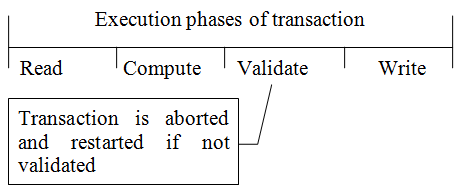 Execution phases of transaction
Read Compute Validate Write
Transaction is aborted
and restarted if not
validated